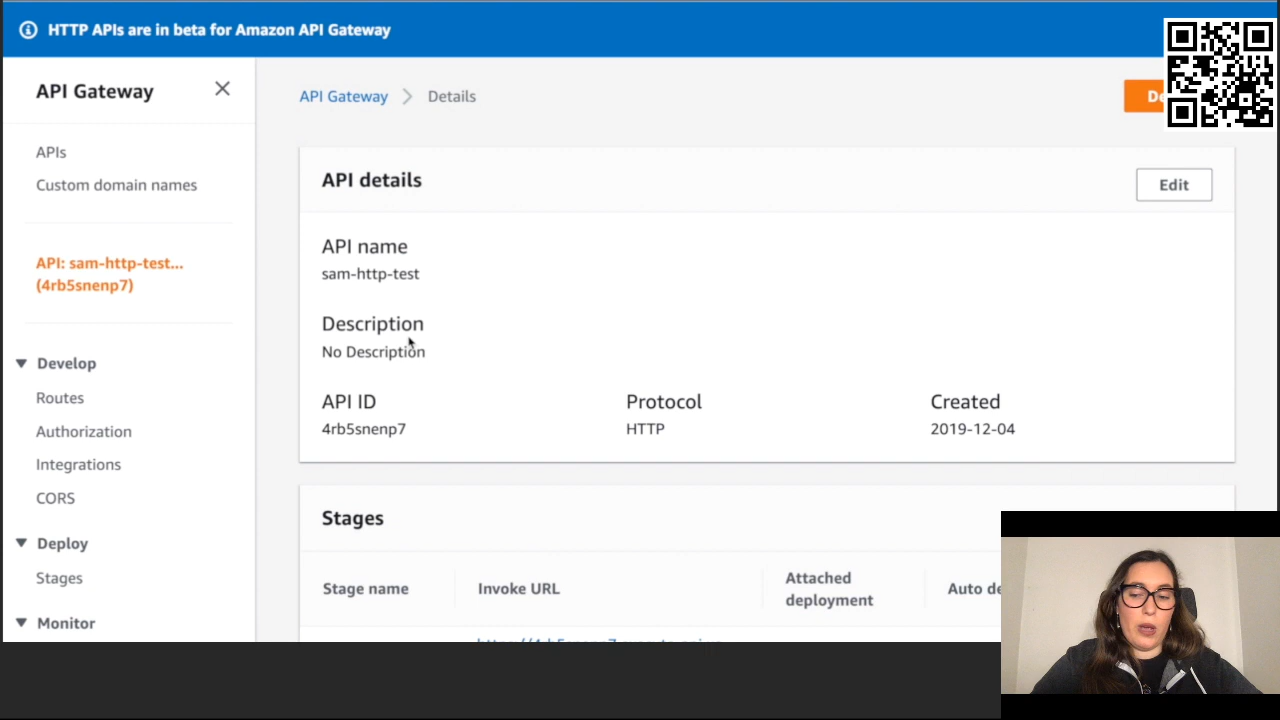 HTTP APIs are in beta for Amazon API Gateway
API Gateway
APIs
Custom domain names
API: sam-http-test...
(4rb5snenp7)
Develop
Routes
Authorization
Integrations
CORS
Deploy
Stages
Monitor
API Gateway
Details
API details
Edit
API name
sam-http-test
Description
No Description
API ID
4rb5snenp7
Protocol
HTTP
Created
2019-12-04
Stages
Stage name
Invoke URL
Attached
deployment
Auto de